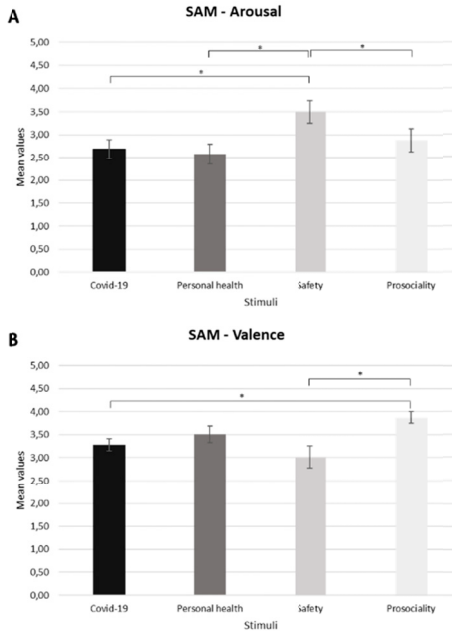 A
SAM - Arousal
*
*
*
5,00
4,50
4,00
3,50
3,00
2,50
2,00
1,50
1,00
0,50
0,00
Mean values
Covid-19 Personal health Safety Prosociality
Stimuli
B
SAM - Valence
*
*
5,00
4,50
4,00
3,50
3,00
2,50
2,00
1,50
1,00
0,50
0,00
Mean values
Covid-19 Personal health Safety Prosociality
Stimuli